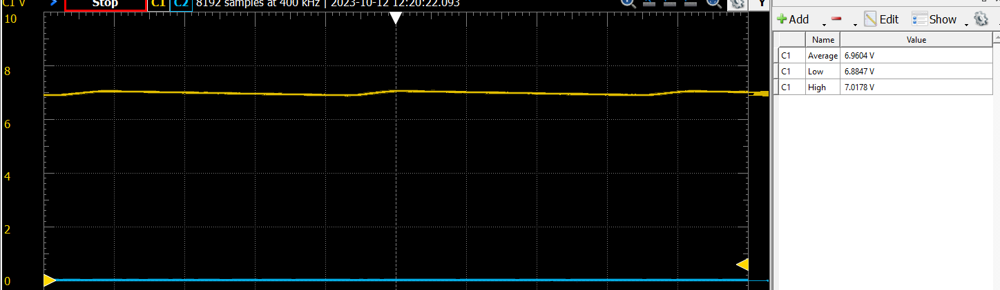 C1 V Stop C1 C2 8192 samples at 400 kHz | 2023-10-12 12:20:22.093 Y
10
8
6
4
2
0
Add Edit Show
Name Value
C1 Average 6.9604 V
C1 Low 6.8847 V
C1 High 7.0178 V